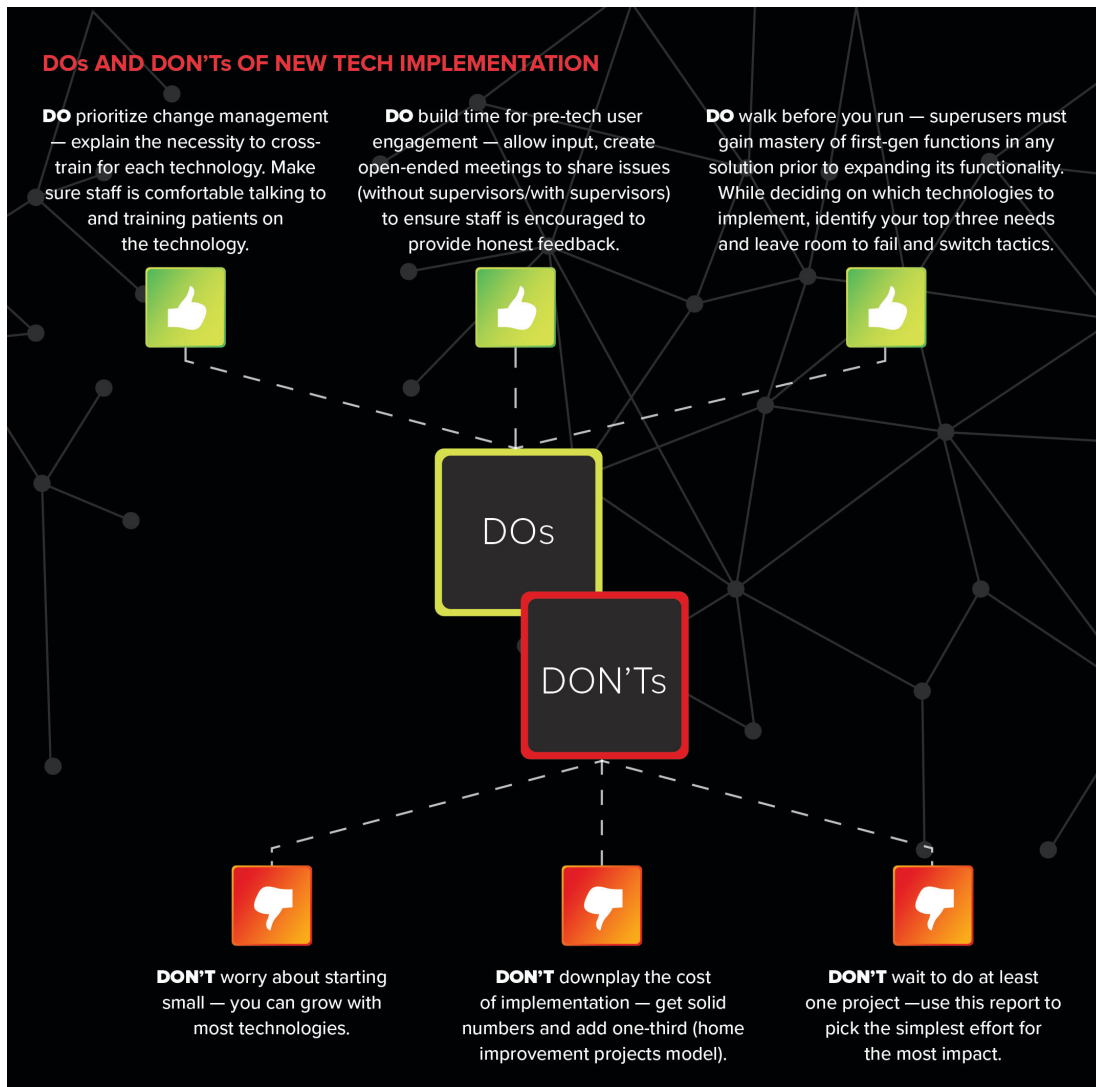 DOs AND DON'Ts OF NEW TECH IMPLEMENTATION
DO prioritize change management
— explain the necessity to cross-
train for each technology. Make
sure staff is comfortable talking to
and training patients on
the technology.
DO build time for pre-tech user
engagement — allow input, create
open-ended meetings to share issues
(without supervisors/with supervisors)
to ensure staff is encouraged to
provide honest feedback.
DO walk before you run — superusers must
gain mastery of first-gen functions in any
solution prior to expanding its functionality.
While deciding on which technologies to
implement, identify your top three needs
and leave room to fail and switch tactics.
DOs
DON'Ts
DON'T worry about starting
small — you can grow with
most technologies.
DON'T downplay the cost
of implementation — get solid
numbers and add one-third (home
improvement projects model).
DON'T wait to do at least
one project —use this report to
pick the simplest effort for
the most impact.